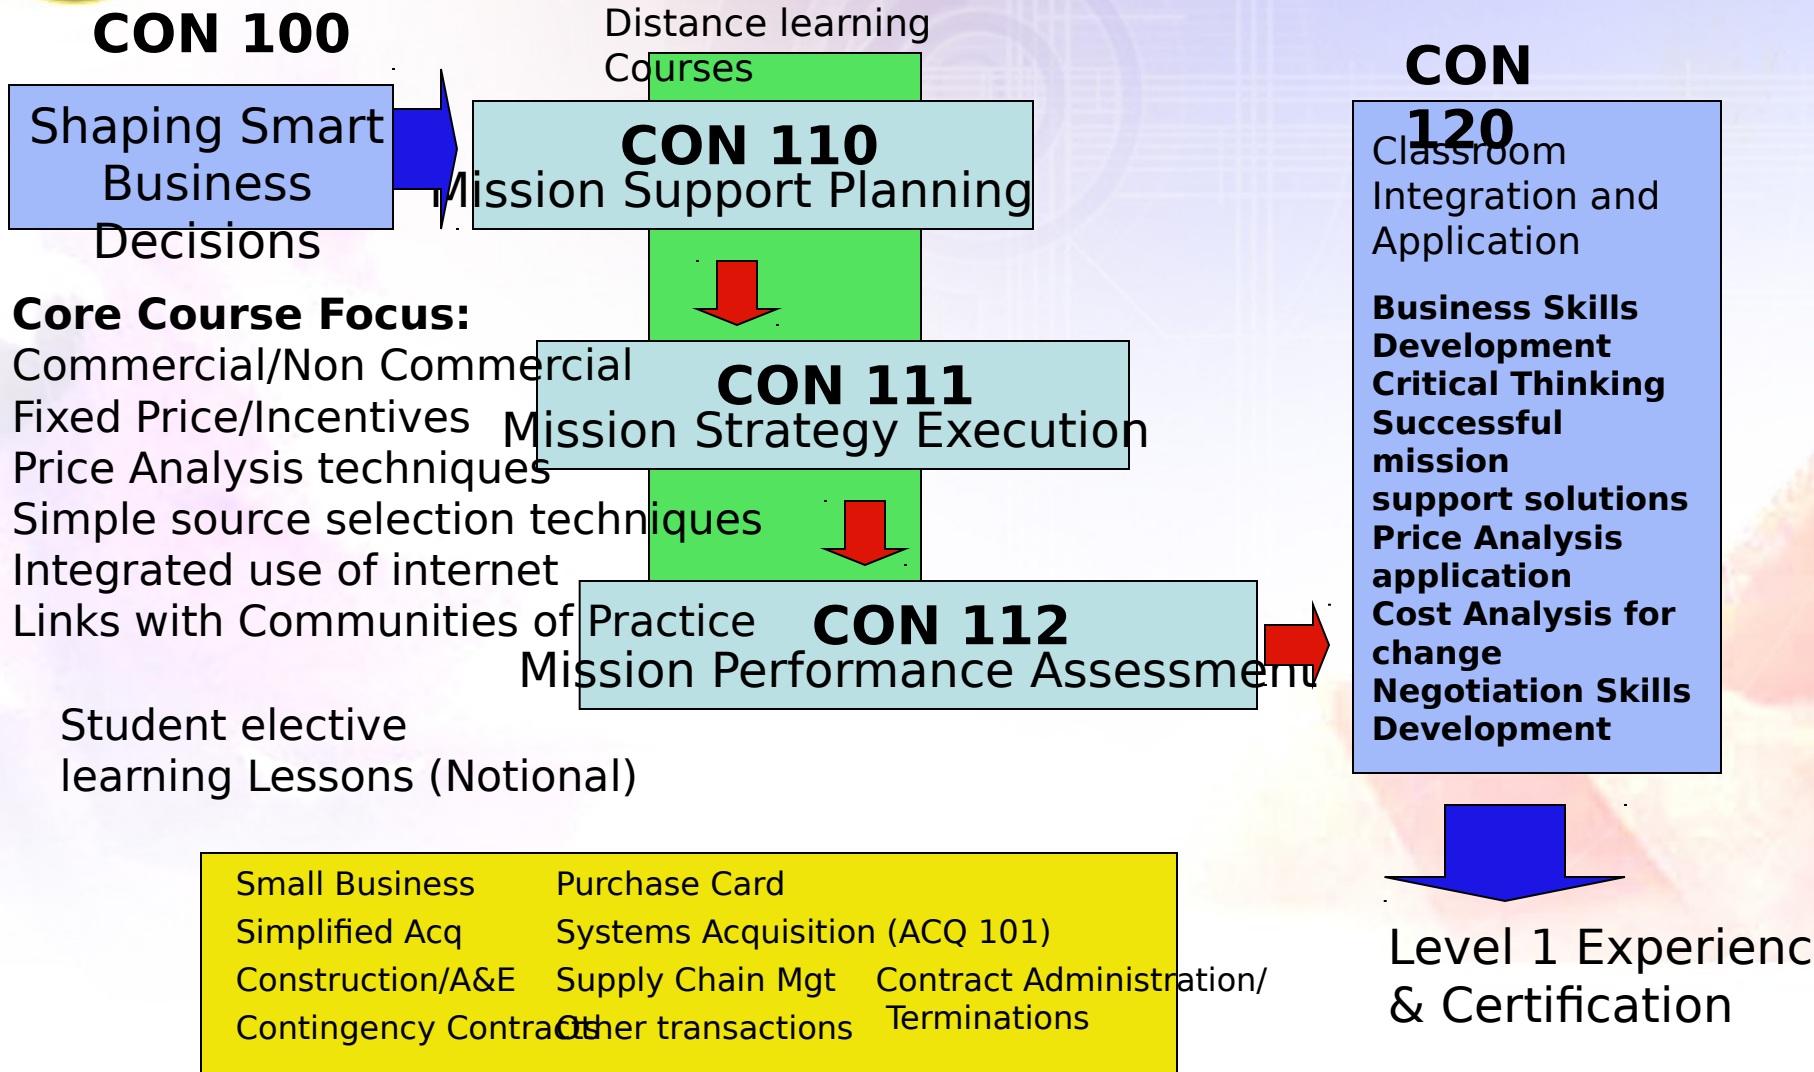 CON 100
Shaping Smart
Business
Decisions
Distance learning
Courses
CON 110
Mission Support Planning
CON 111
Mission Strategy Execution
CON 112
Mission Performance Assessment
Core Course Focus:
Commercial/Non Commercial
Fixed Price/Incentives
Price Analysis techniques
Simple source selection techniques
Integrated use of internet
Links with Communities of Practice
CON
120
Classroom
Integration and
Application
Business Skills
Development
Critical Thinking
Successful
mission
support solutions
Price Analysis
application
Cost Analysis for
change
Negotiation Skills
Development
Student elective
learning Lessons (Notional)
Small Business
Simplified Acq
Construction/A&E
Contingency Contracts
Purchase Card
Systems Acquisition (ACQ 101)
Supply Chain Mgt
Other transactions
Contract Administration/
Terminations
Level 1 Experienc
& Certification